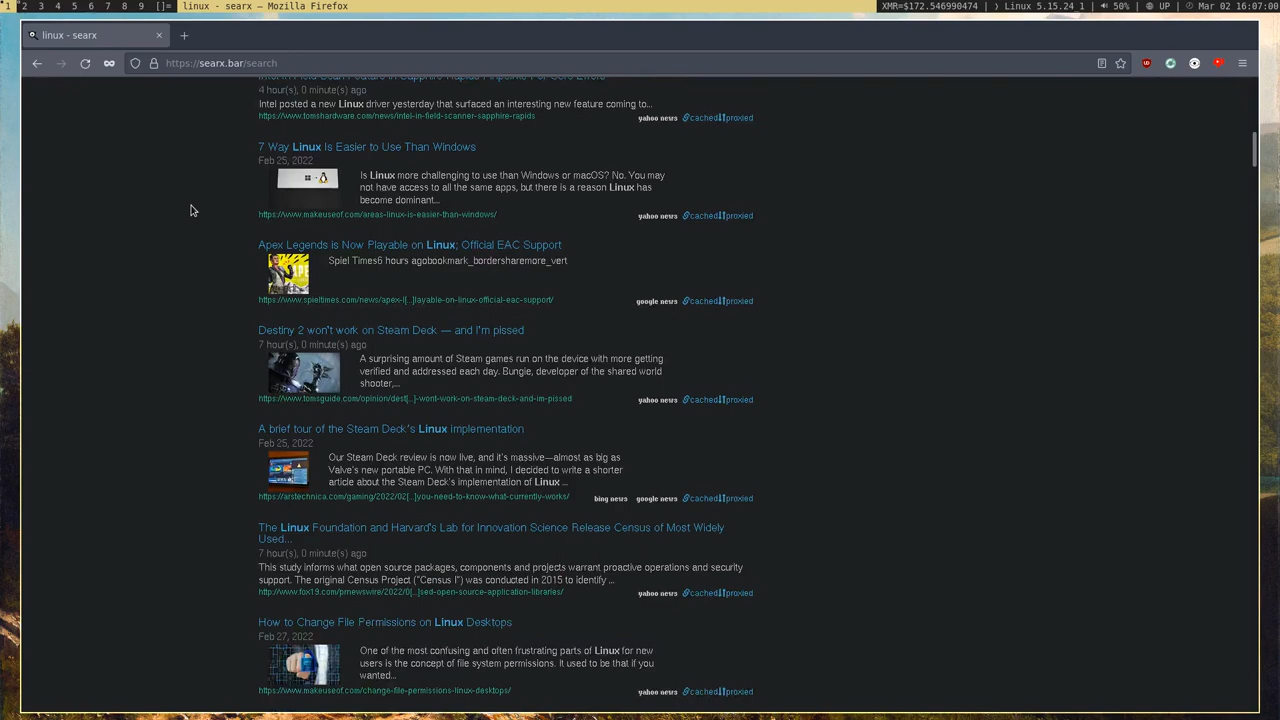 1 2 3 4 5 6 7 8 9 []= linux - searx — Mozilla Firefox XMR=$172.546990474 | Linux 5.15.24 1 | 50% | UP | Mar 02 16:07:00
linux - searx
https://searx.bar/search
4 hour(s), 0 minute(s) ago
Intel posted a new Linux driver yesterday that surfaced an interesting new feature coming to...
https://www.tomshardware.com/news/intel-in-field-scanner-sapphire-rapids yahoo news cached proxied
7 Way Linux Is Easier to Use Than Windows
Feb 25, 2022
Is Linux more challenging to use than Windows or macOS? No. You may
not have access to all the same apps, but there is a reason Linux has
become dominant...
https://www.makeuseof.com/areas-linux-is-easier-than-windows/ yahoo news cached proxied
Apex Legends is Now Playable on Linux; Official EAC Support
Spiel Times6 hours agobookmark_bordersharemore_vert
https://www.spieltimes.com/news/apex-l[...]layable-on-linux-official-eac-support/ google news cached proxied
Destiny 2 won't work on Steam Deck — and I'm pissed
7 hour(s), 0 minute(s) ago
A surprising amount of Steam games run on the device with more getting
verified and addressed each day. Bungie, developer of the shared world
shooter,...
https://www.tomsguide.com/opinion/dest[...]-wont-work-on-steam-deck-and-im-pissed yahoo news cached proxied
A brief tour of the Steam Deck's Linux implementation
Feb 25, 2022
Our Steam Deck review is now live, and it's massive—almost as big as
Valve's new portable PC. With that in mind, I decided to write a shorter
article about the Steam Deck's implementation of Linux ...
https://arstechnica.com/gaming/2022/02[...]you-need-to-know-what-currently-works/ bing news google news cached proxied
The Linux Foundation and Harvard's Lab for Innovation Science Release Census of Most Widely
Used...
7 hour(s), 0 minute(s) ago
This study informs what open source packages, components and projects warrant proactive operations and security
support. The original Census Project ("Census I") was conducted in 2015 to identify ...
http://www.fox19.com/prnewswire/2022/0[...]sed-open-source-application-libraries/ yahoo news cached proxied
How to Change File Permissions on Linux Desktops
Feb 27, 2022
One of the most confusing and often frustrating parts of Linux for new
users is the concept of file system permissions. It used to be that if you
wanted...
https://www.makeuseof.com/change-file-permissions-linux-desktops/ yahoo news cached proxied